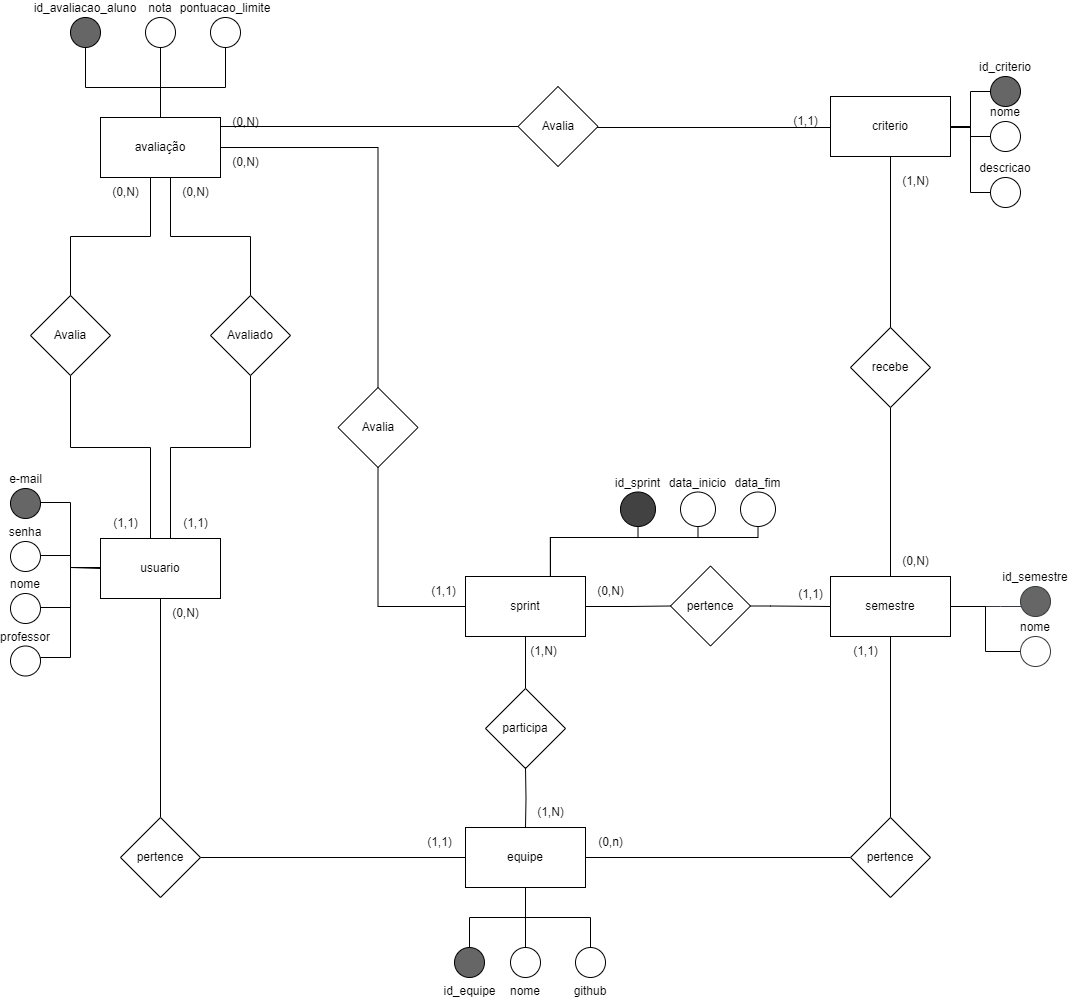 id_avaliacao_aluno nota pontuacao_limite
id_criterio
nome
descricao
(0,N)
Avalia
(1,1)
criterio
avaliação
(0,N)
(0,N)
(0,N)
(1,N)
Avalia
Avaliado
recebe
Avalia
e-mail
senha
nome
professor
(1,1)
(1,1)
usuario
(0,N)
id_sprint
data_inicio
data_fim
(1,1)
sprint
(0,N)
pertence
(1,1)
(0,N)
semestre
id_semestre
nome
(1,N)
(1,1)
participa
(1,N)
pertence
(1,1)
equipe
(0,n)
pertence
id_equipe
nome
github